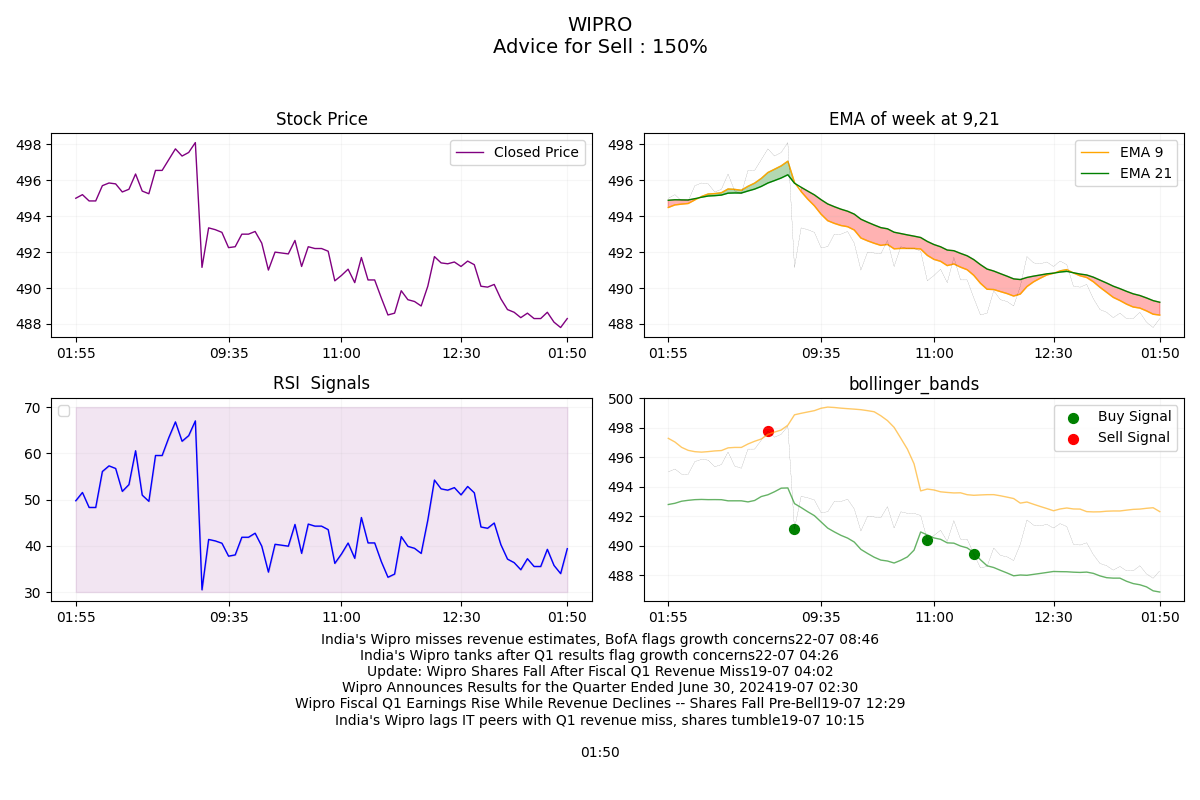 WIPRO
Advice for Sell : 150%
Stock Price
498
496
494
492
490
488
Closed Price
01:55
09:35
11:00
12:30
01:50
EMA of week at 9,21
498
496
494
492
490
488
EMA 9
EMA 21
01:55
09:35
11:00
12:30
01:50
RSI  Signals
70
60
50
40
30
01:55
09:35
11:00
12:30
01:50
bollinger_bands
500
498
496
494
492
490
488
Buy Signal
Sell Signal
01:55
09:35
11:00
12:30
01:50
India's Wipro misses revenue estimates, BofA flags growth concerns22-07 08:46
India's Wipro tanks after Q1 results flag growth concerns22-07 04:26
Update: Wipro Shares Fall After Fiscal Q1 Revenue Miss19-07 04:02
Wipro Announces Results for the Quarter Ended June 30, 202419-07 02:30
Wipro Fiscal Q1 Earnings Rise While Revenue Declines -- Shares Fall Pre-Bell19-07 12:29
India's Wipro lags IT peers with Q1 revenue miss, shares tumble19-07 10:15
01:50